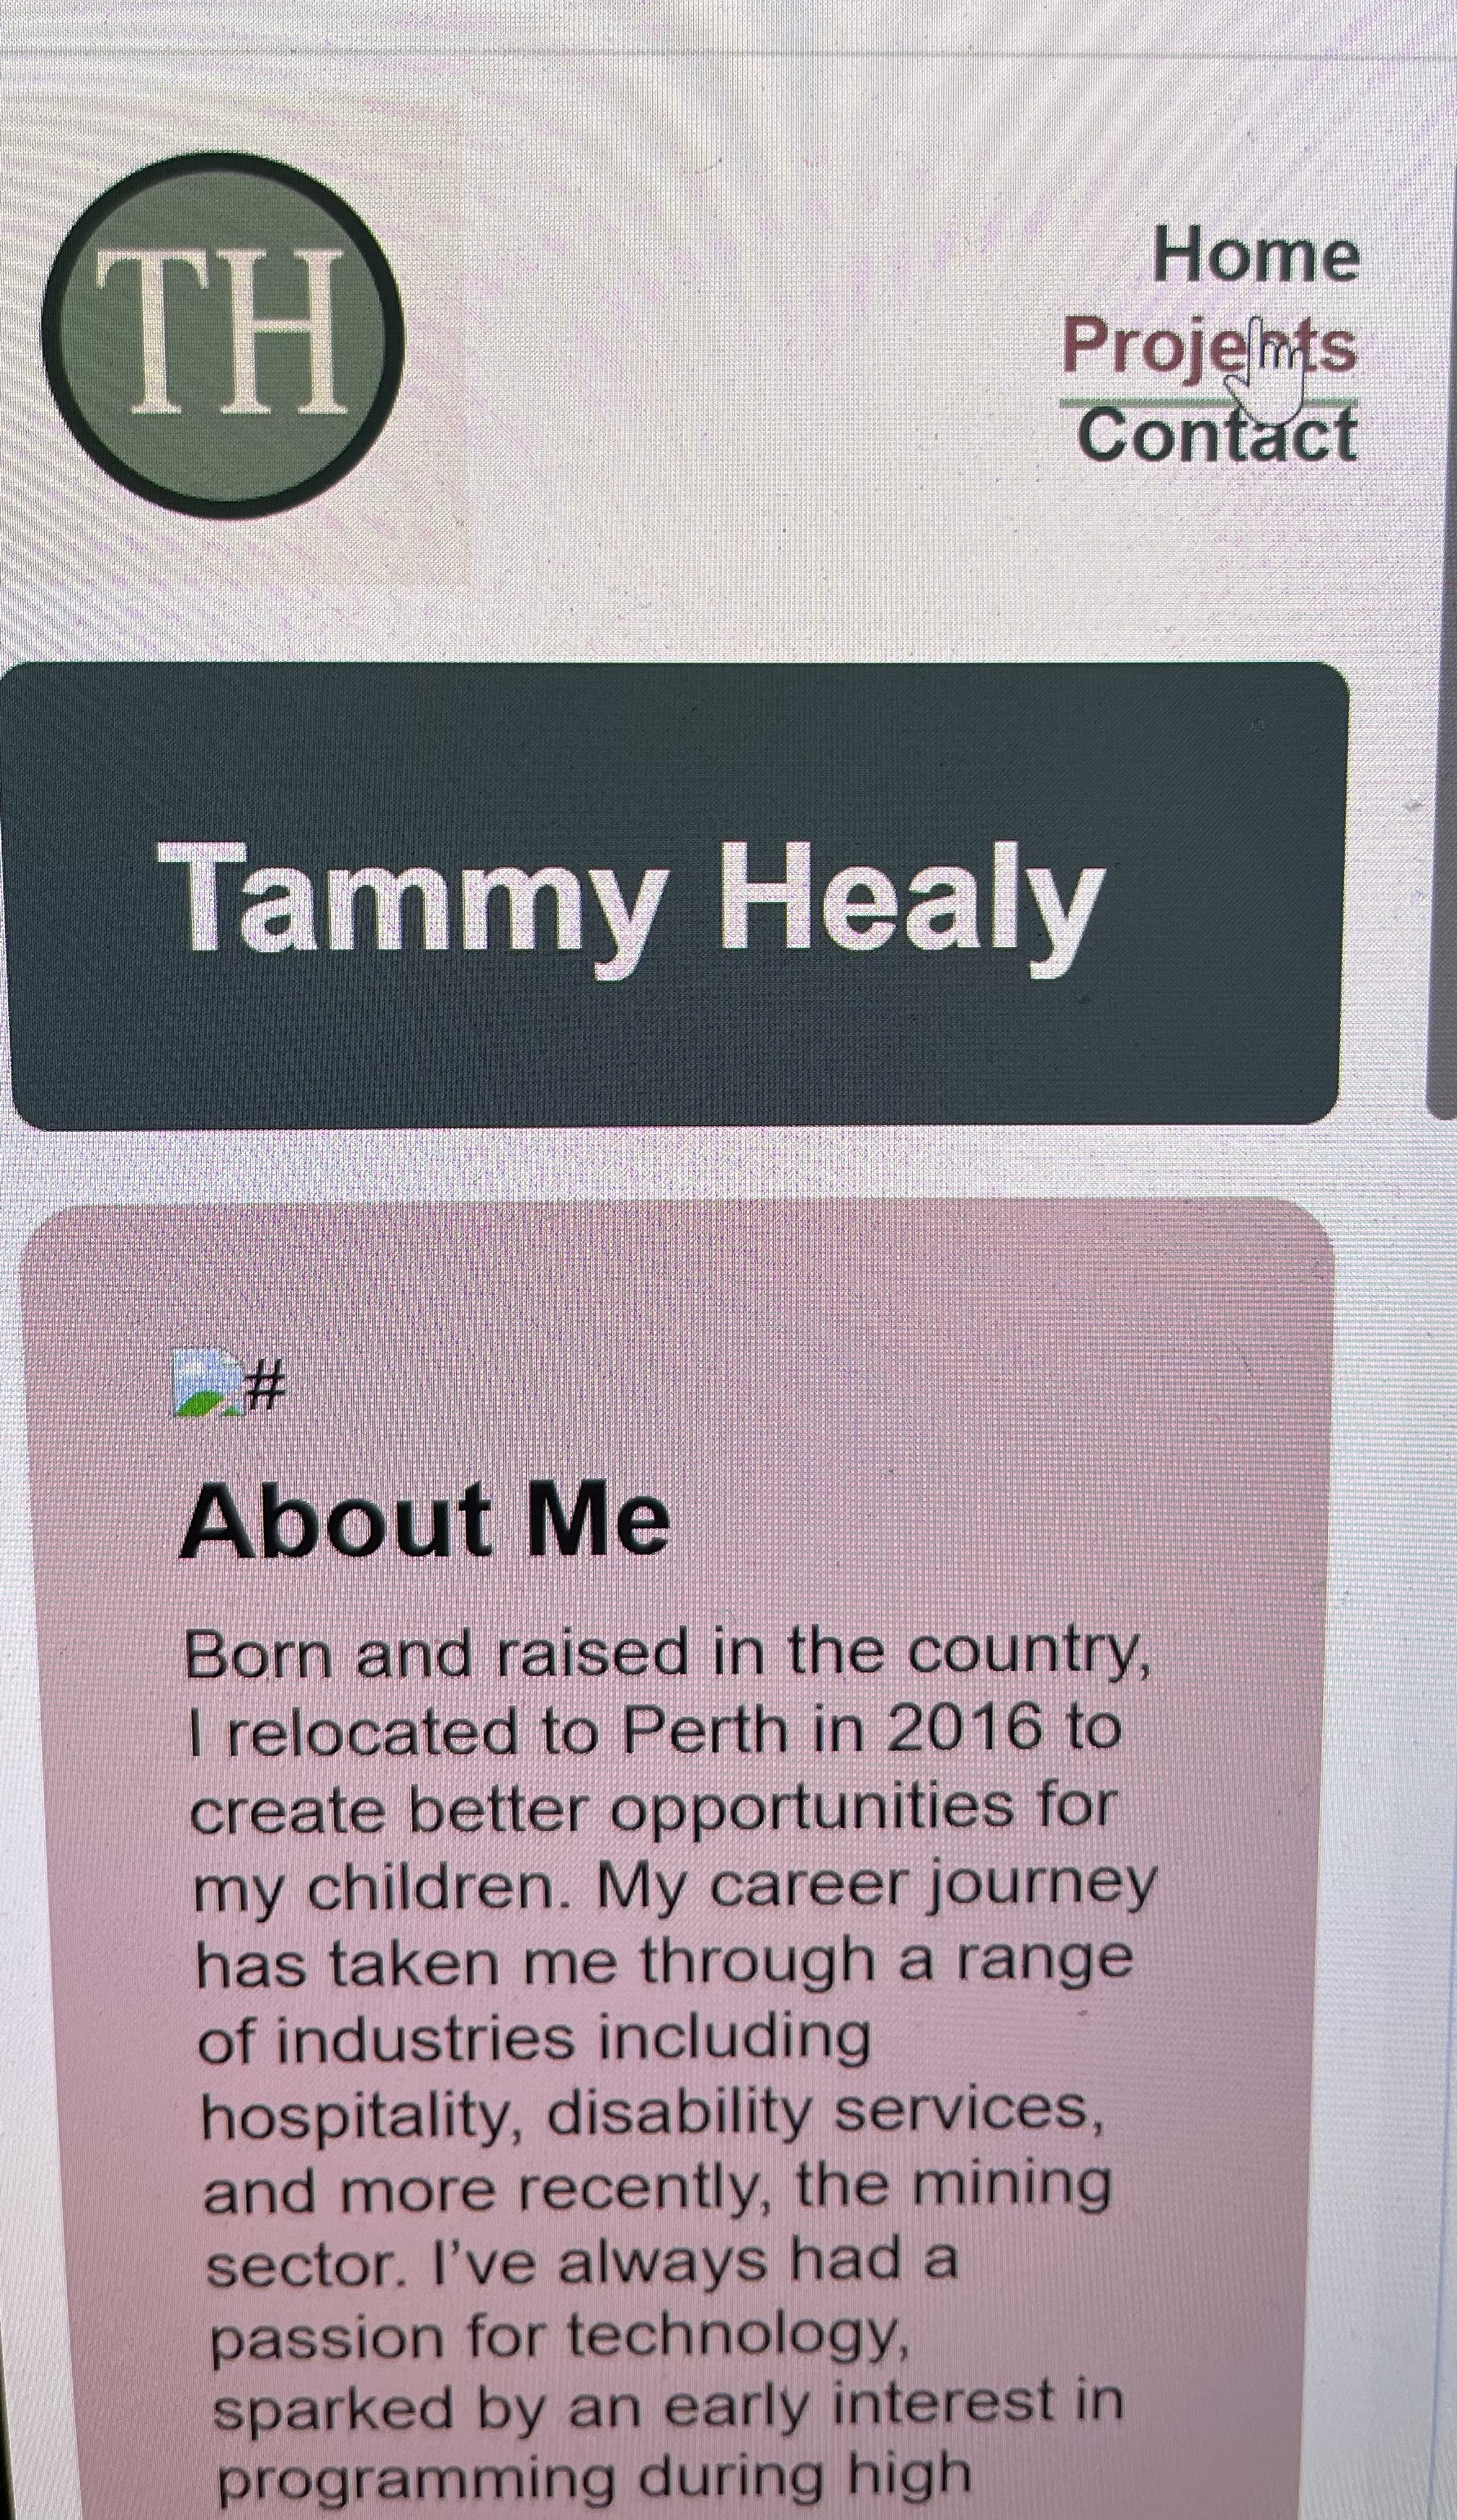 TH
Home
Projects
Contact
Tammy Healy
#
About Me
Born and raised in the country,
I relocated to Perth in 2016 to
create better opportunities for
my children. My career journey
has taken me through a range
of industries including
hospitality, disability services,
and more recently, the mining
sector. I’ve always had a
passion for technology,
sparked by an early interest in
programming during high